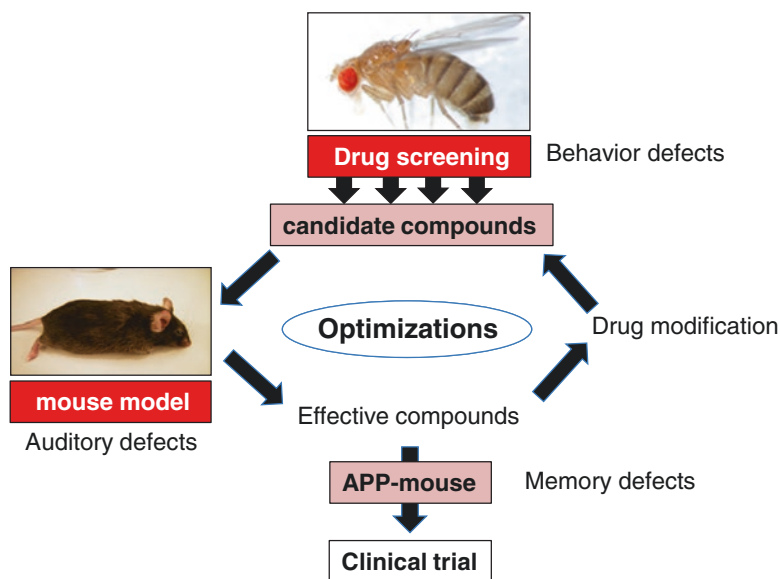 Drug screening
Behavior defects
candidate compounds
Optimizations
Drug modification
mouse model
Auditory defects
Effective compounds
APP-mouse
Memory defects
Clinical trial